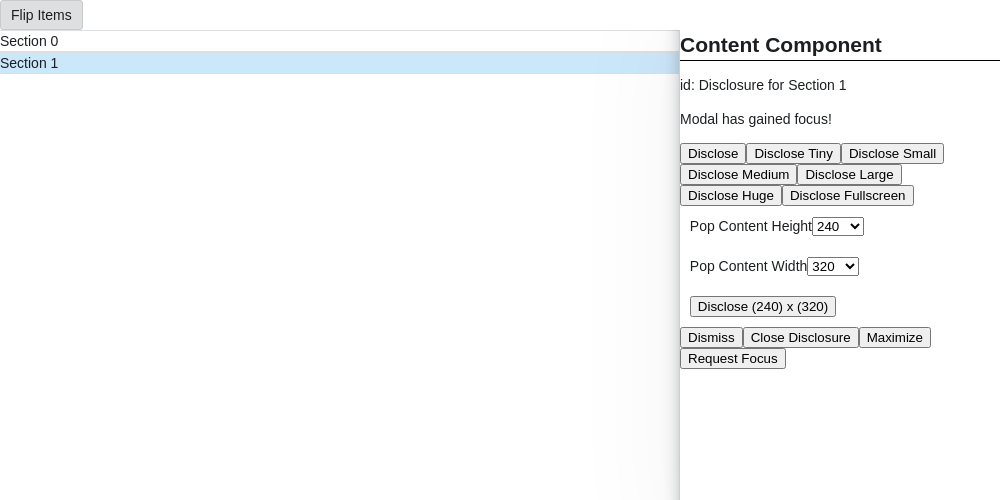 Flip Items
Section 0
Section 1
Content Component
id: Disclosure for Section 1
Modal has gained focus!
Disclose Disclose Tiny Disclose Small
Disclose Medium Disclose Large
Disclose Huge Disclose Fullscreen
Pop Content Height 240
Pop Content Width 320
Disclose (240) x (320)
Dismiss Close Disclosure Maximize
Request Focus